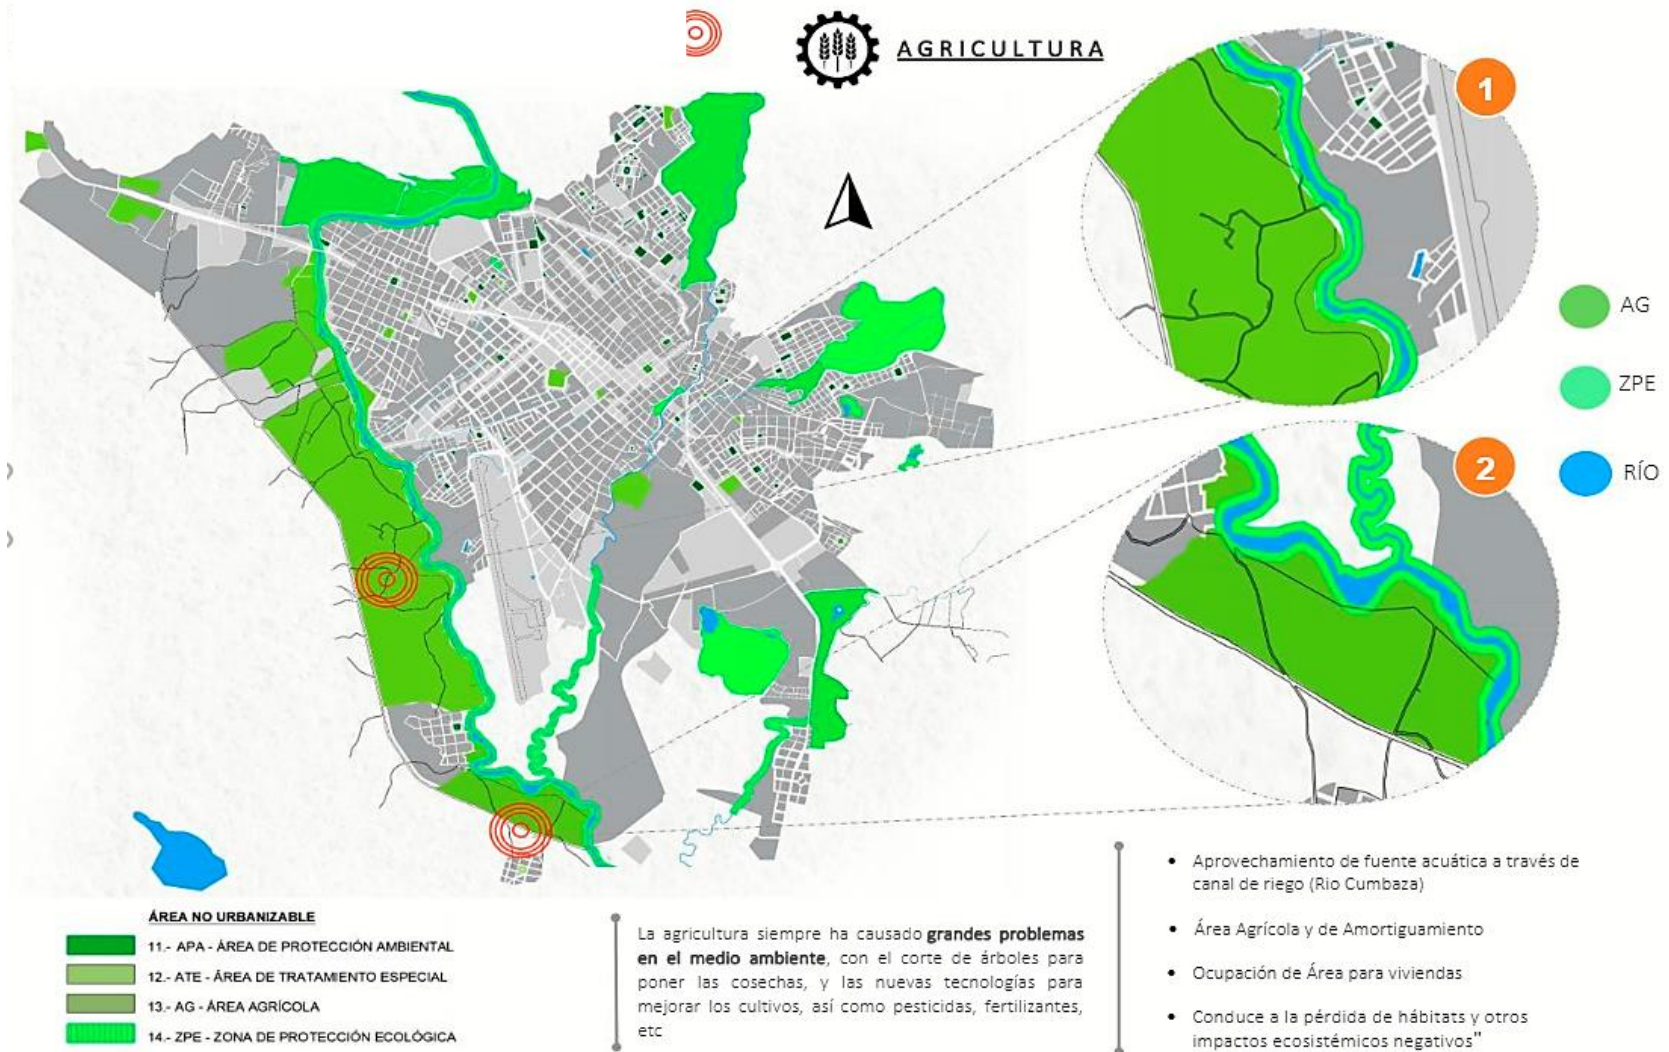 AGRICULTURA
1
AG
ZPE
RÍO
2
ÁREA NO URBANIZABLE
11.- APA - ÁREA DE PROTECCIÓN AMBIENTAL
12.- ATE - ÁREA DE TRATAMIENTO ESPECIAL
13.- AG - ÁREA AGRÍCOLA
14.- ZPE - ZONA DE PROTECCIÓN ECOLÓGICA
La agricultura siempre ha causado grandes problemas
en el medio ambiente, con el corte de árboles para
poner las cosechas, y las nuevas tecnologías para
mejorar los cultivos, así como pesticidas, fertilizantes,
etc
• Aprovechamiento de fuente acuática a través de
canal de riego (Rio Cumbaza)
• Área Agrícola y de Amortiguamiento
• Ocupación de Área para viviendas
• Conduce a la pérdida de hábitats y otros
impactos ecosistémicos negativos"